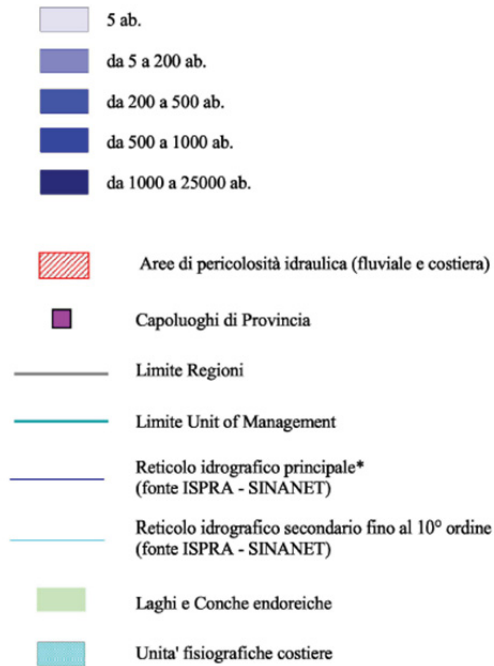 5 ab.
da 5 a 200 ab.
da 200 a 500 ab.
da 500 a 1000 ab.
da 1000 a 25000 ab.
Aree di pericolosità idraulica (fluviale e costiera)
Capoluoghi di Provincia
Limite Regioni
Limite Unit of Management
Reticolo idrografico principale*
(fonte ISPRA - SINANET)
Reticolo idrografico secondario fino al 10° ordine
(fonte ISPRA - SINANET)
Laghi e Conche endoreiche
Unita' fisiografiche costiere